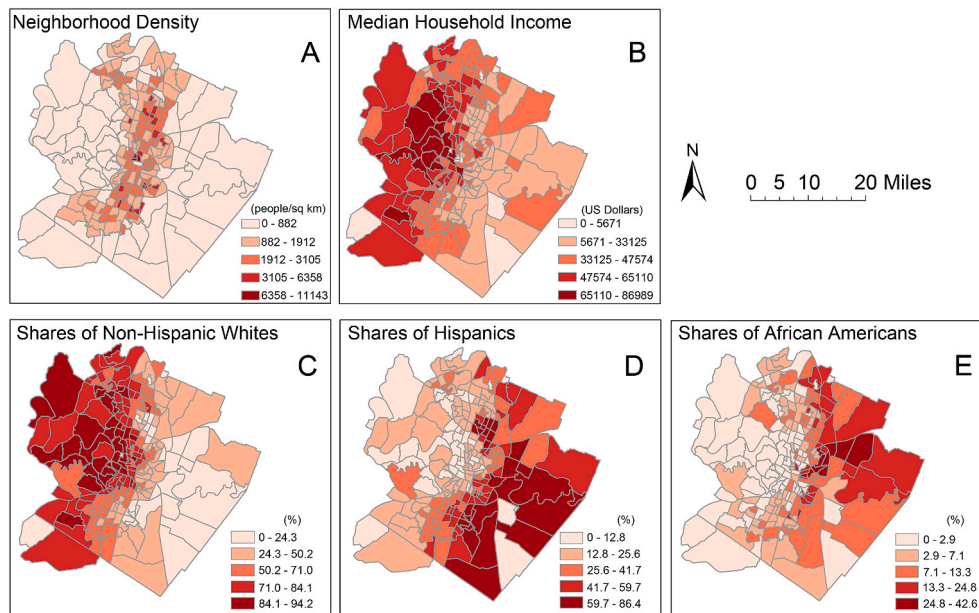 Neighborhood Density
A
(people/sq km)
0 - 882
882 - 1912
1912 - 3105
3105 - 6358
6358 - 11143
Median Household Income
B
(US Dollars)
0 - 5671
5671 - 33125
33125 - 47574
47574 - 65110
65110 - 86989
N
0 5 10 20 Miles
Shares of Non-Hispanic Whites
C
(%)
0 - 24.3
24.3 - 50.2
50.2 - 71.0
71.0 - 84.1
84.1 - 94.2
Shares of Hispanics
D
(%)
0 - 12.8
12.8 - 25.6
25.6 - 41.7
41.7 - 59.7
59.7 - 86.4
Shares of African Americans
E
(%)
0 - 2.9
2.9 - 7.1
7.1 - 13.3
13.3 - 24.8
24.8 - 42.6